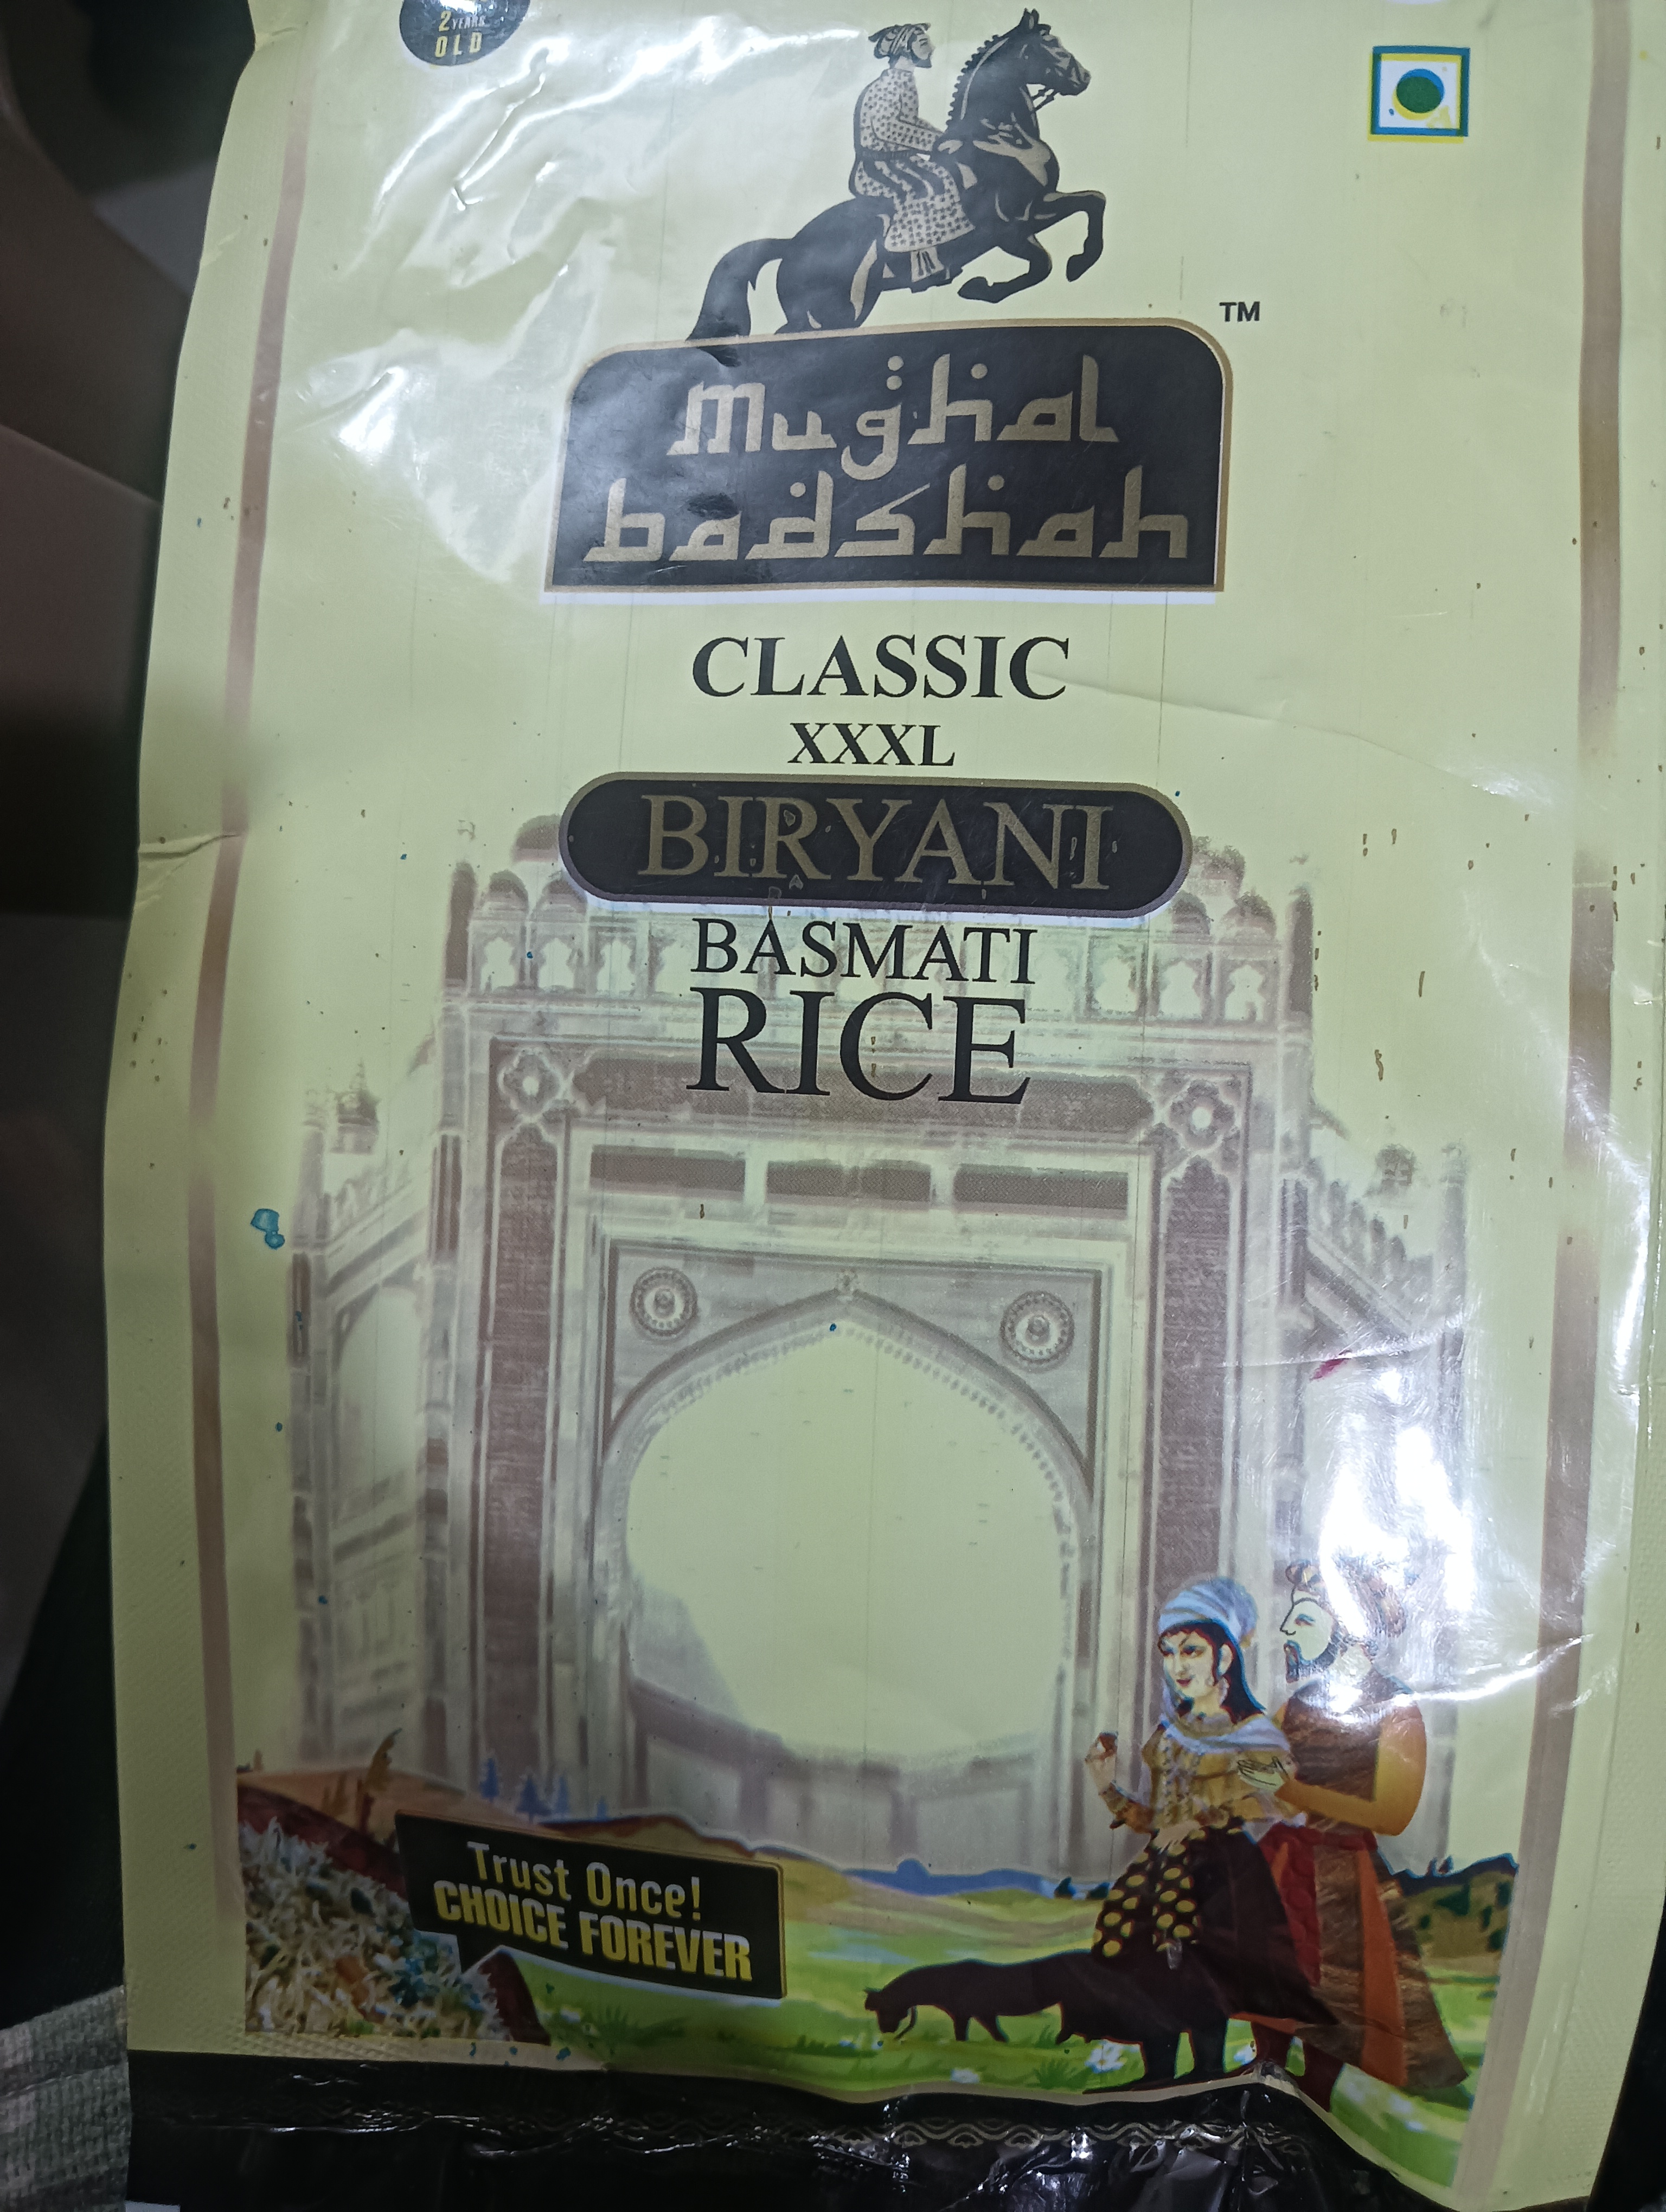 2 YEARS
OLD
TM
Mughal
badshah
CLASSIC
XXXL
BIRYANI
BASMATI
RICE
Trust Once!
CHOICE FOREVER